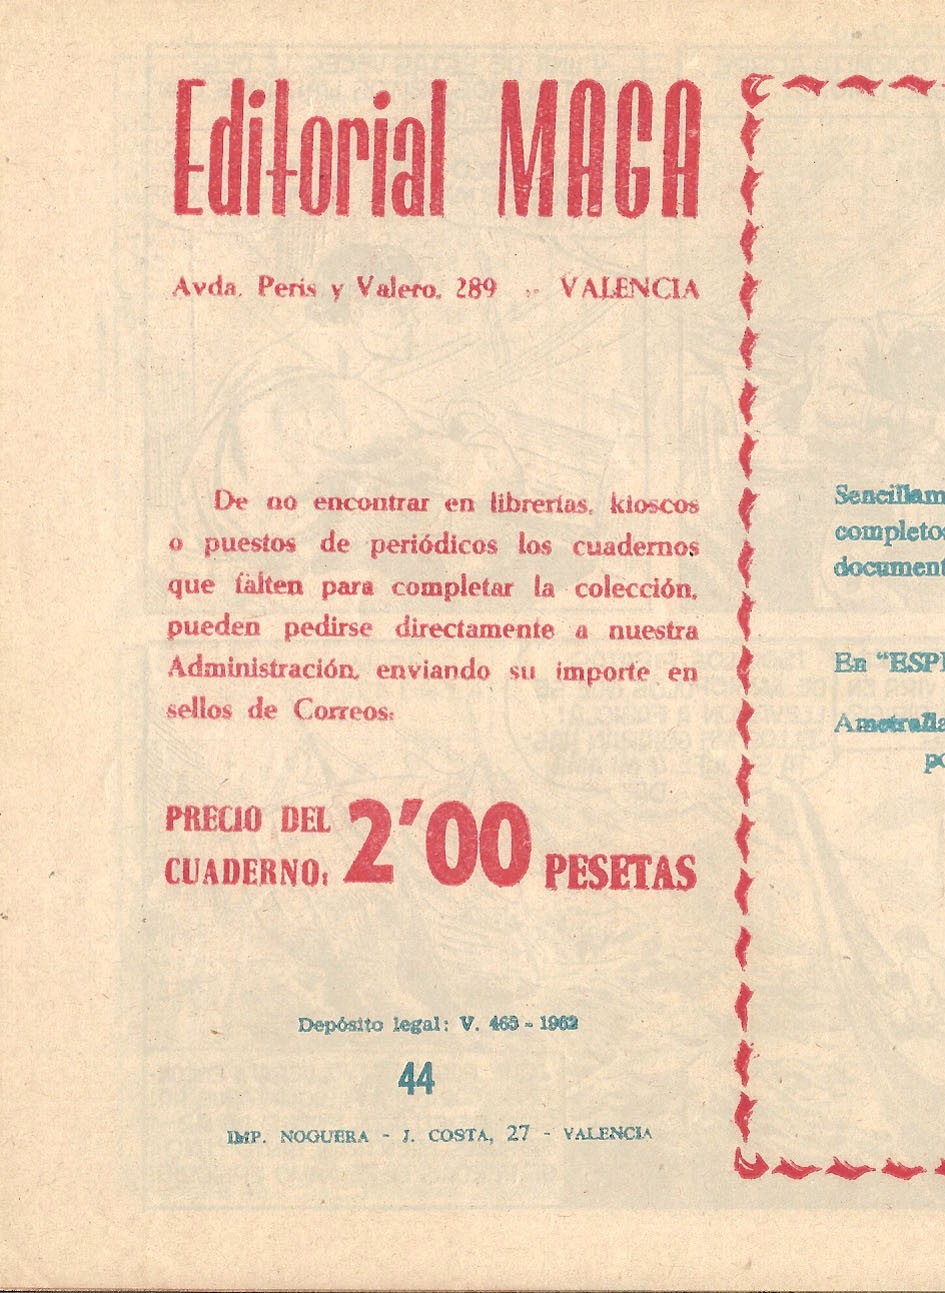 Editorial MAGA
Avda. Peris y Valero, 289 -- VALENCIA
De no encontrar en librerías, kioscos
o puestos de periódicos los cuadernos
que falten para completar la colección,
pueden pedirse directamente a nuestra
Administración, enviando su importe en
sellos de Correos.
PRECIO DEL
CUADERNO: 2'00 PESETAS
Depósito legal: V. 463 - 1962
44
IMP. NOGUERA - J. COSTA, 27 - VALENCIA
En